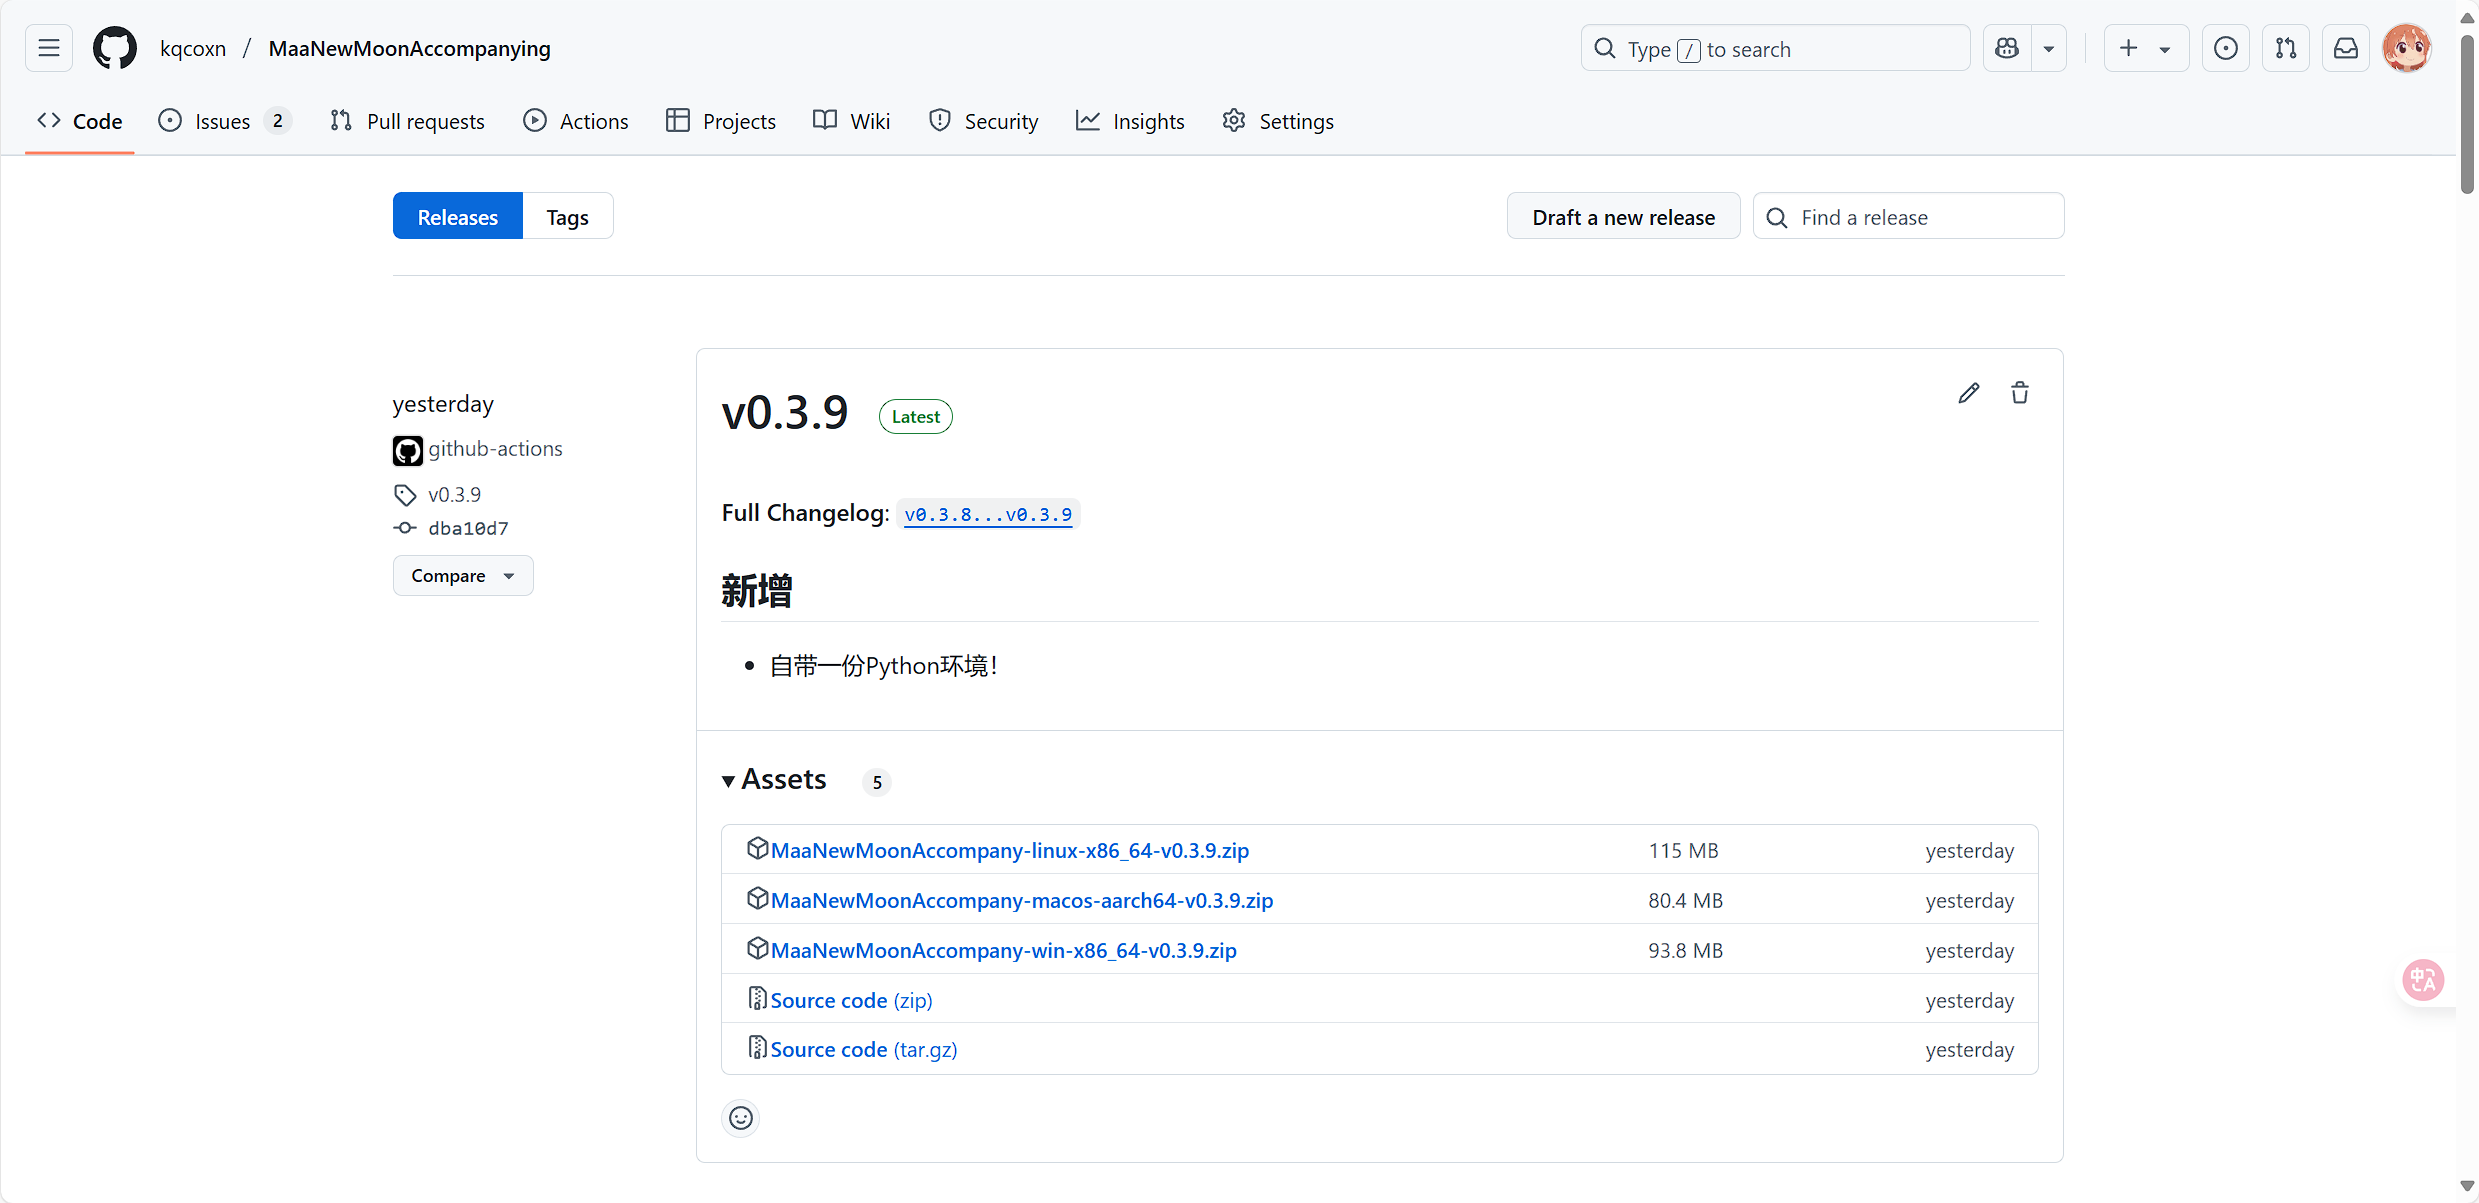 kqcoxn / MaaNewMoonAccompanying
Type / to search
Code
Issues 2
Pull requests
Actions
Projects
Wiki
Security
Insights
Settings
Releases
Tags
Draft a new release
Find a release
yesterday
github-actions
v0.3.9
dba10d7
Compare
v0.3.9 Latest
Full Changelog: v0.3.8...v0.3.9
新增
自带一份Python环境！
Assets 5
MaaNewMoonAccompany-linux-x86_64-v0.3.9.zip 115 MB yesterday
MaaNewMoonAccompany-macos-aarch64-v0.3.9.zip 80.4 MB yesterday
MaaNewMoonAccompany-win-x86_64-v0.3.9.zip 93.8 MB yesterday
Source code (zip) yesterday
Source code (tar.gz) yesterday
中A